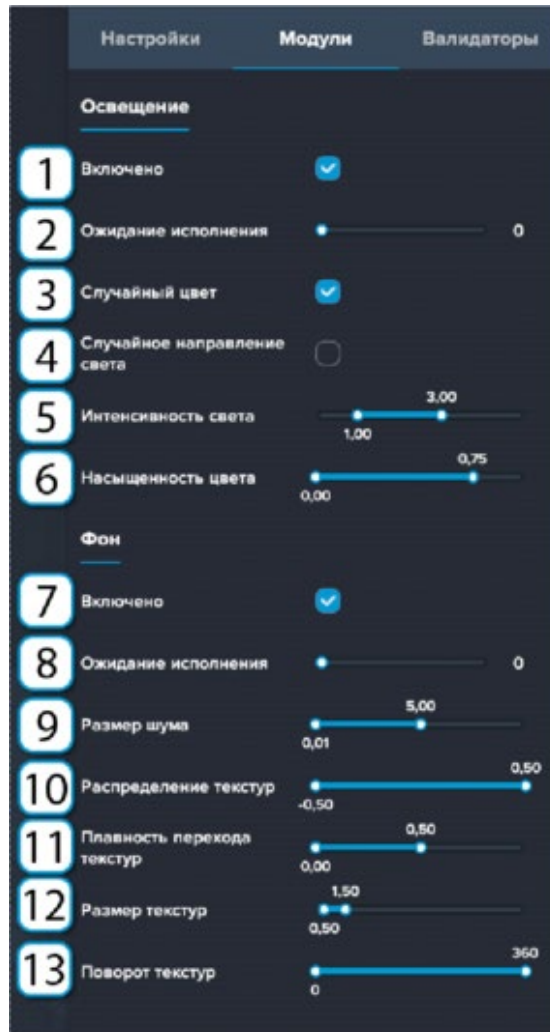 Настройки Модули Валидаторы
Освещение
1 Включено
2 Ожидание исполнения 0
3 Случайный цвет
4 Случайное направление
света
3,00
5 Интенсивность света
1,00
0,75
6 Насыщенность цвета
0,00
Фон
7 Включено
8 Ожидание исполнения 0
5,00
9 Размер шума
0,01
0,50
10 Распределение текстур
-0,50
0,50
11 Плавность перехода
текстур
0,00
1,50
12 Размер текстур
0,50
360
13 Поворот текстур
0